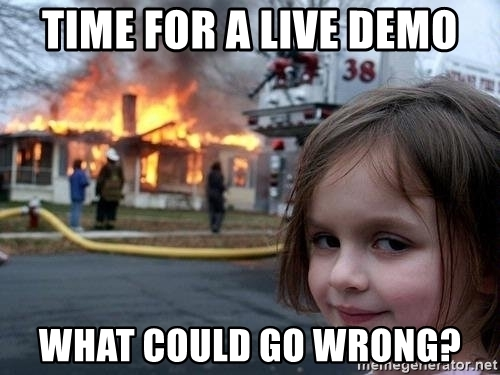 TIME FOR A LIVE DEMO
38
WHAT COULD GO WRONG?
memegenerator.net